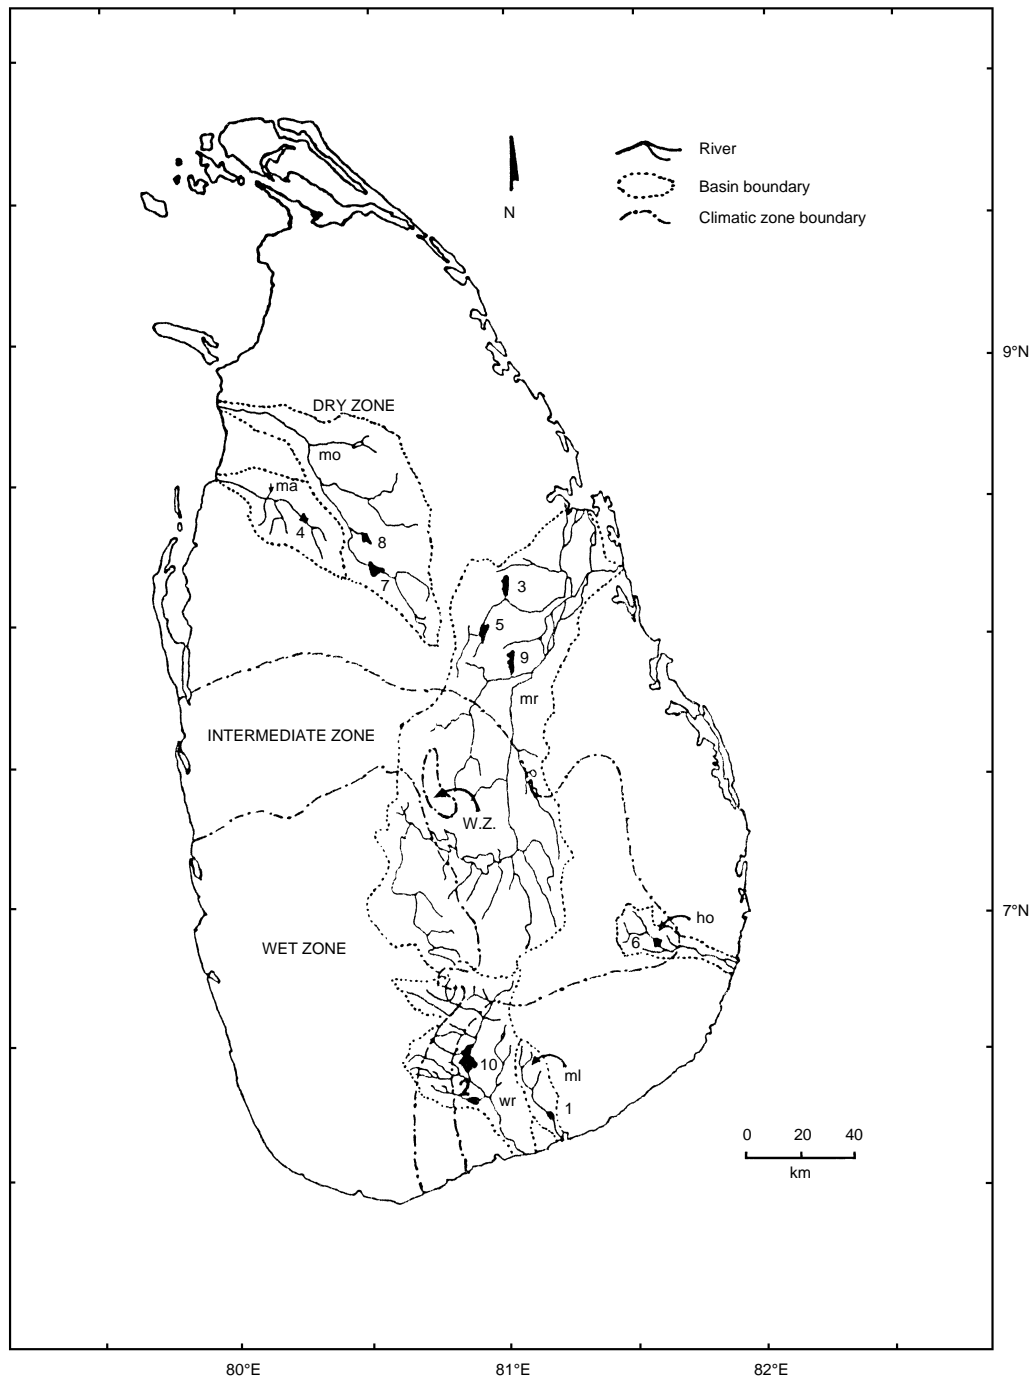 River
Basin boundary
N
Climatic zone boundary
9°N
DRY ZONE
mo
ma
4
8
7
3
5
9
mr
INTERMEDIATE ZONE
W.Z.
7°N
ho
6
WET ZONE
10
ml
wr
1
0 20 40
km
80°E 81°E 82°E